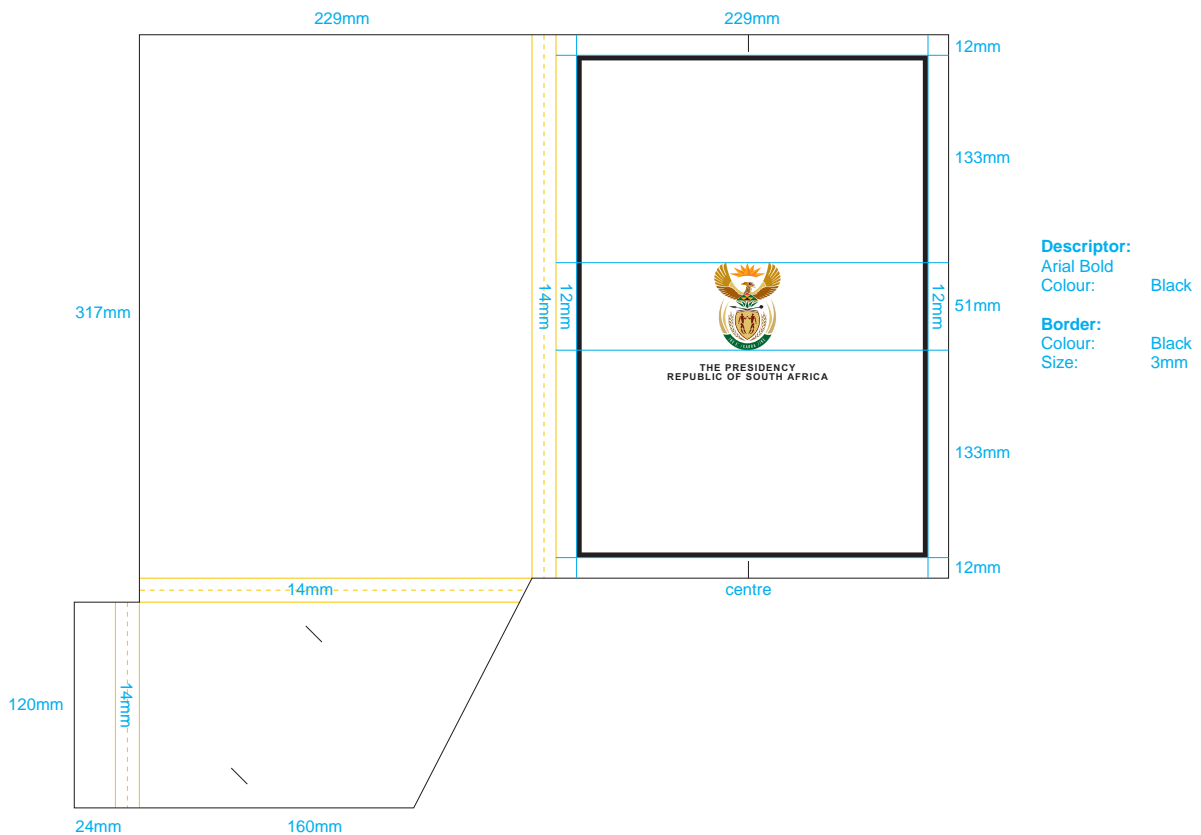 229mm
229mm
12mm
133mm
Descriptor:
Arial Bold
Colour: Black
317mm
14mm
12mm
12mm
51mm
Border:
Colour: Black
Size: 3mm
THE PRESIDENCY
REPUBLIC OF SOUTH AFRICA
133mm
12mm
14mm
centre
120mm
14mm
24mm
160mm